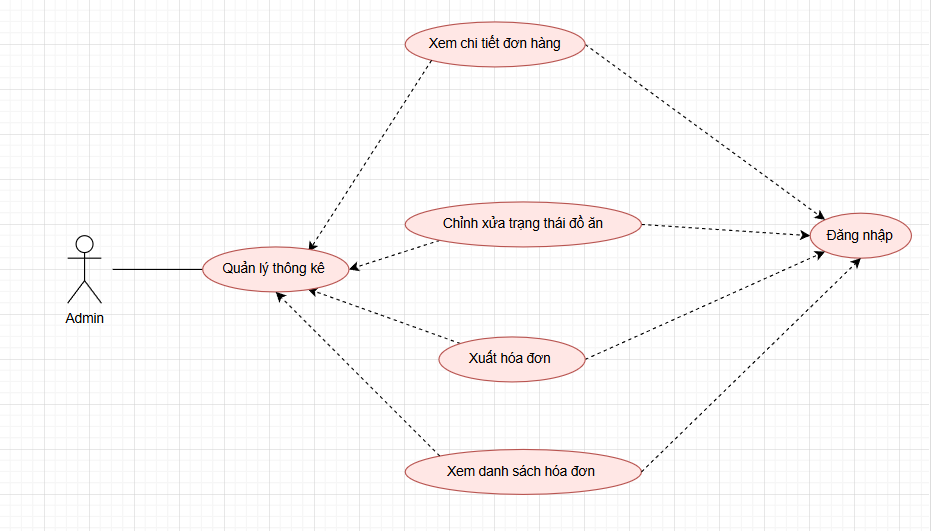 Xem chi tiết đơn hàng
Chỉnh xửa trạng thái đồ ăn
Đăng nhập
Quản lý thông kê
Admin
Xuất hóa đơn
Xem danh sách hóa đơn